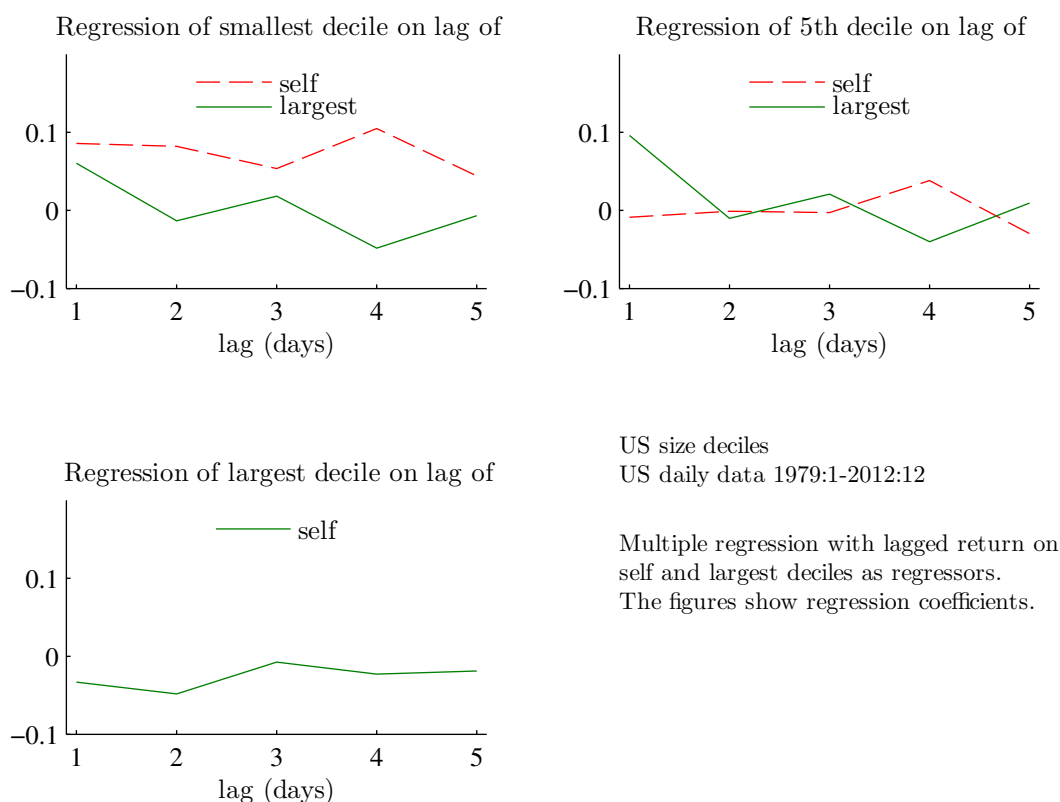 Regression of smallest decile on lag of
self
largest
0.1
0
−0.1
1 2 3 4 5
lag (days)
Regression of 5th decile on lag of
self
largest
0.1
0
−0.1
1 2 3 4 5
lag (days)
Regression of largest decile on lag of
self
0.1
0
−0.1
1 2 3 4 5
lag (days)
US size deciles
US daily data 1979:1-2012:12
Multiple regression with lagged return on
self and largest deciles as regressors.
The figures show regression coefficients.